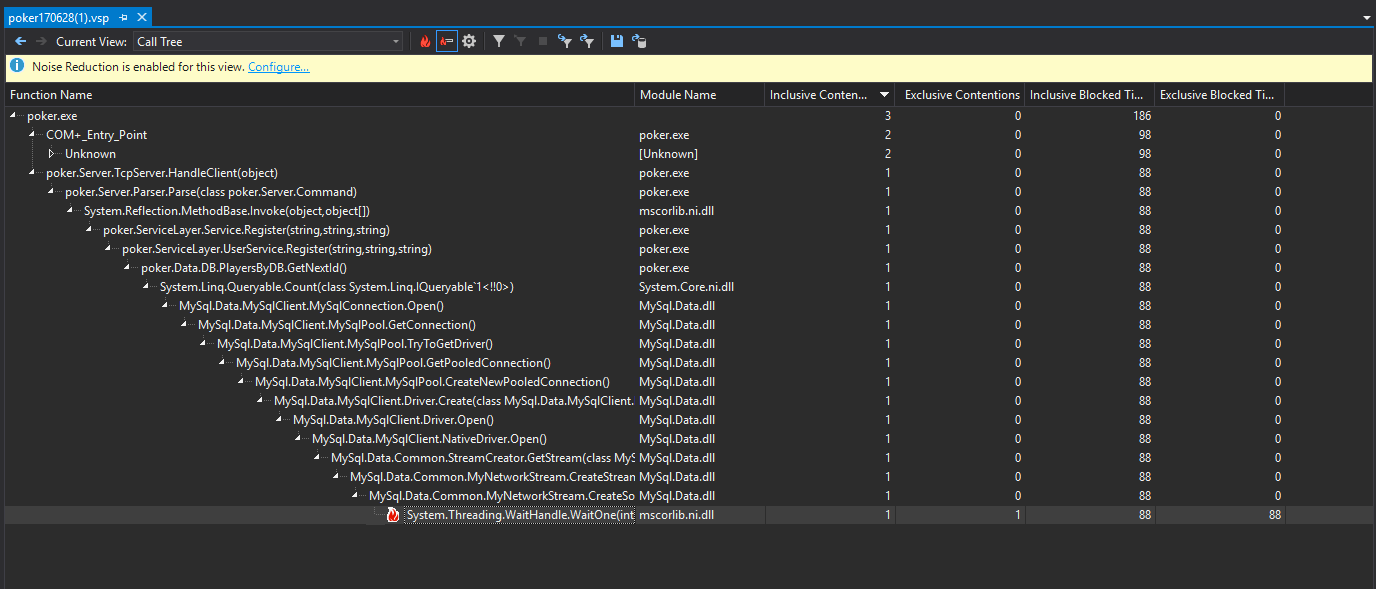 poker170628(1).vsp
Current View: Call Tree
Noise Reduction is enabled for this view. Configure...
Function Name Module Name Inclusive Conten... Exclusive Contentions Inclusive Blocked Ti... Exclusive Blocked Ti...
poker.exe 3 0 186 0
COM+_Entry_Point poker.exe 2 0 98 0
Unknown [Unknown] 2 0 98 0
poker.Server.TcpServer.HandleClient(object) poker.exe 1 0 88 0
poker.Server.Parser.Parse(class poker.Server.Command) poker.exe 1 0 88 0
System.Reflection.MethodBase.Invoke(object,object[]) mscorlib.ni.dll 1 0 88 0
poker.ServiceLayer.Service.Register(string,string,string) poker.exe 1 0 88 0
poker.ServiceLayer.UserService.Register(string,string,string) poker.exe 1 0 88 0
poker.Data.DB.PlayersByDB.GetNextId() poker.exe 1 0 88 0
System.Linq.Queryable.Count(class System.Linq.IQueryable`1<!!0>) System.Core.ni.dll 1 0 88 0
MySql.Data.MySqlClient.MySqlConnection.Open() MySql.Data.dll 1 0 88 0
MySql.Data.MySqlClient.MySqlPool.GetConnection() MySql.Data.dll 1 0 88 0
MySql.Data.MySqlClient.MySqlPool.TryToGetDriver() MySql.Data.dll 1 0 88 0
MySql.Data.MySqlClient.MySqlPool.GetPooledConnection() MySql.Data.dll 1 0 88 0
MySql.Data.MySqlClient.MySqlPool.CreateNewPooledConnection() MySql.Data.dll 1 0 88 0
MySql.Data.MySqlClient.Driver.Create(class MySql.Data.MySqlClient. MySql.Data.dll 1 0 88 0
MySql.Data.MySqlClient.Driver.Open() MySql.Data.dll 1 0 88 0
MySql.Data.MySqlClient.NativeDriver.Open() MySql.Data.dll 1 0 88 0
MySql.Data.Common.StreamCreator.GetStream(class MyS MySql.Data.dll 1 0 88 0
MySql.Data.Common.MyNetworkStream.CreateStream MySql.Data.dll 1 0 88 0
MySql.Data.Common.MyNetworkStream.CreateSo MySql.Data.dll 1 0 88 0
System.Threading.WaitHandle.WaitOne(int mscorlib.ni.dll 1 1 88 88